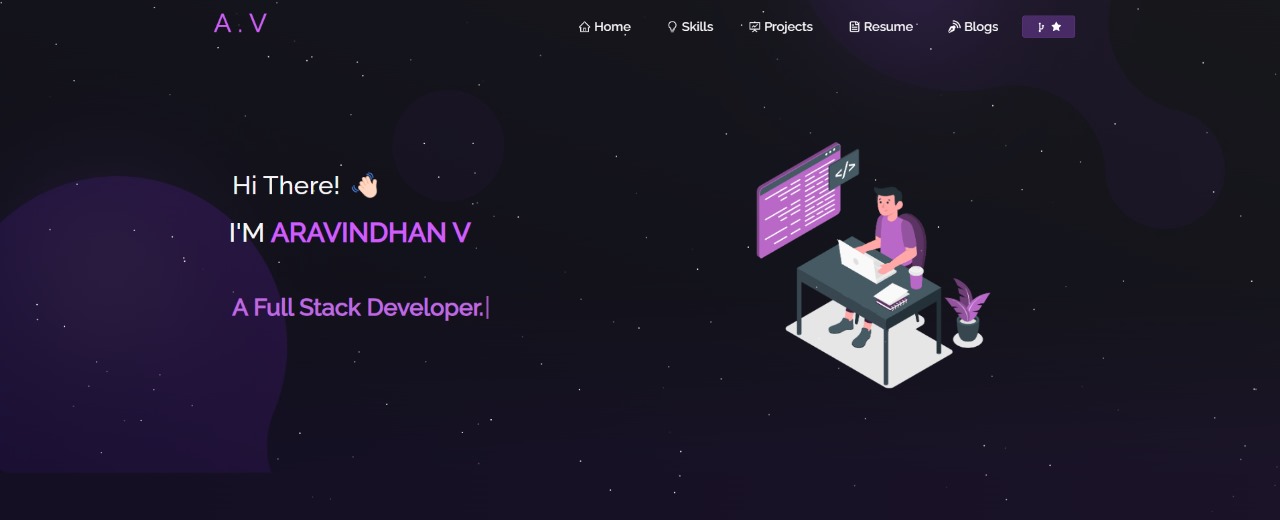 A . V
Home Skills Projects Resume Blogs
Hi There!
I'M ARAVINDHAN V
A Full Stack Developer.|
</>